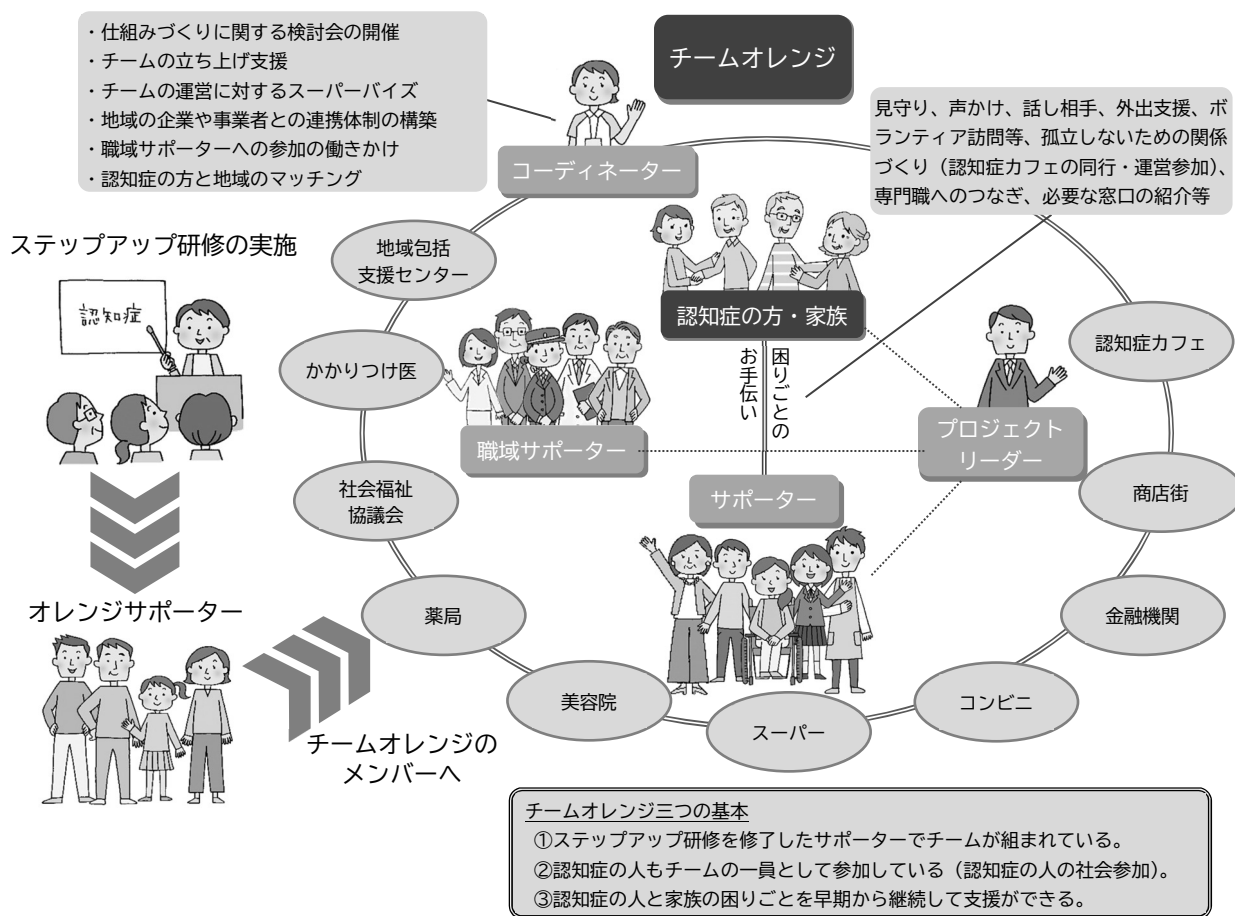 ・仕組みづくりに関する検討会の開催
・チームの立ち上げ支援
・チームの運営に対するスーパーバイズ
・地域の企業や事業者との連携体制の構築
・職域サポーターへの参加の働きかけ
・認知症の方と地域のマッチング
チームオレンジ
見守り、声かけ、話し相手、外出支援、ボ
ランティア訪問等、孤立しないための関係
づくり（認知症カフェの同行・運営参加）、
専門職へのつなぎ、必要な窓口の紹介等
コーディネーター
ステップアップ研修の実施
認知症
地域包括
支援センター
認知症の方・家族
かかりつけ医
認知症カフェ
困りごとの
お手伝い
職域サポーター
プロジェクト
リーダー
社会福祉
協議会
サポーター
商店街
オレンジサポーター
薬局
金融機関
美容院
スーパー
コンビニ
チームオレンジの
メンバーへ
チームオレンジ三つの基本
①ステップアップ研修を修了したサポーターでチームが組まれている。
②認知症の人もチームの一員として参加している（認知症の人の社会参加）。
③認知症の人と家族の困りごとを早期から継続して支援ができる。